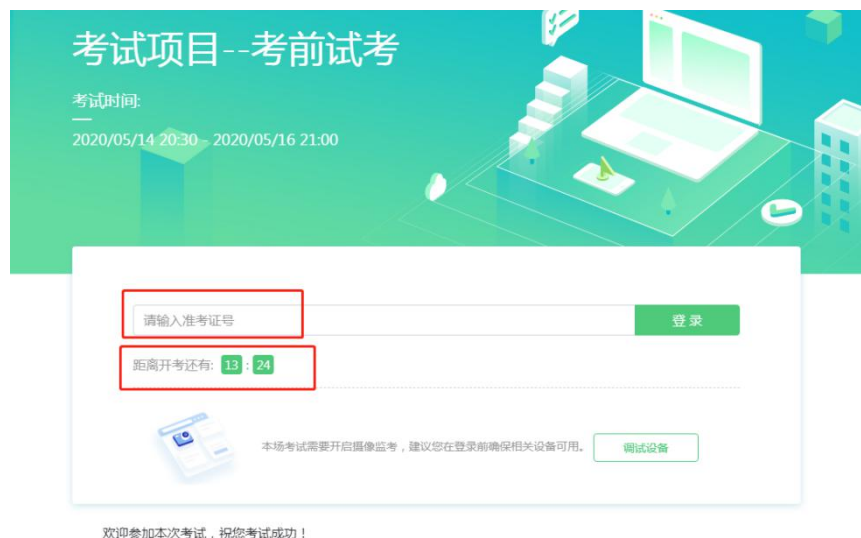 考试项目--考前试考
考试时间:
2020/05/14 20:30 - 2020/05/16 21:00
请输入准考证号
登录
距离开考还有: 13 : 24
本场考试需要开启摄像监考，建议您在登录前确保相关设备可用。
调试设备
欢迎参加本次考试，祝您考试成功！